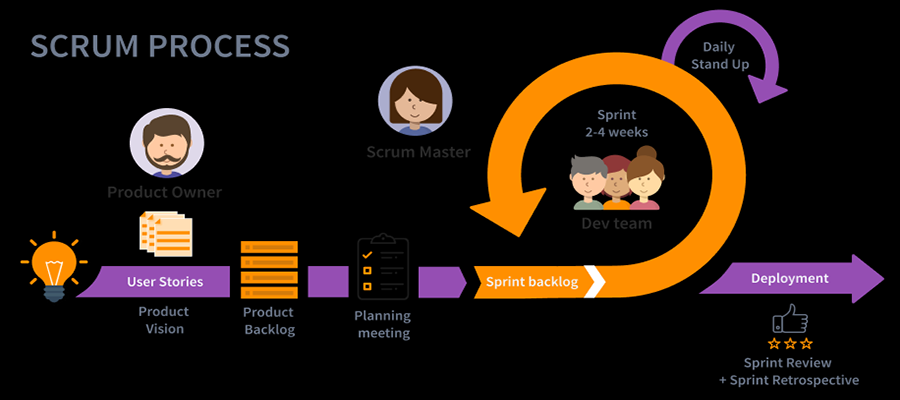 SCRUM PROCESS
Daily
Stand Up
Sprint
2-4 weeks
Scrum Master
Product Owner
Dev team
User Stories
Sprint backlog
Deployment
Product
Vision
Product
Backlog
Planning
meeting
Sprint Review
+ Sprint Retrospective